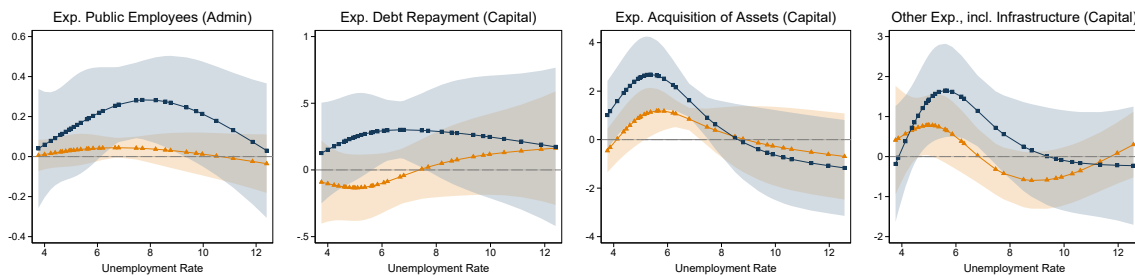 Exp. Public Employees (Admin)
0.6
0.4
0.2
0.0
-0.2
-0.4
4 6 8 10 12
Unemployment Rate
Exp. Debt Repayment (Capital)
1
.5
0
-.5
4 6 8 10 12
Unemployment Rate
Exp. Acquisition of Assets (Capital)
4
2
0
-2
-4
4 6 8 10 12
Unemployment Rate
Other Exp., incl. Infrastructure (Capital)
3
2
1
0
-1
-2
4 6 8 10 12
Unemployment Rate